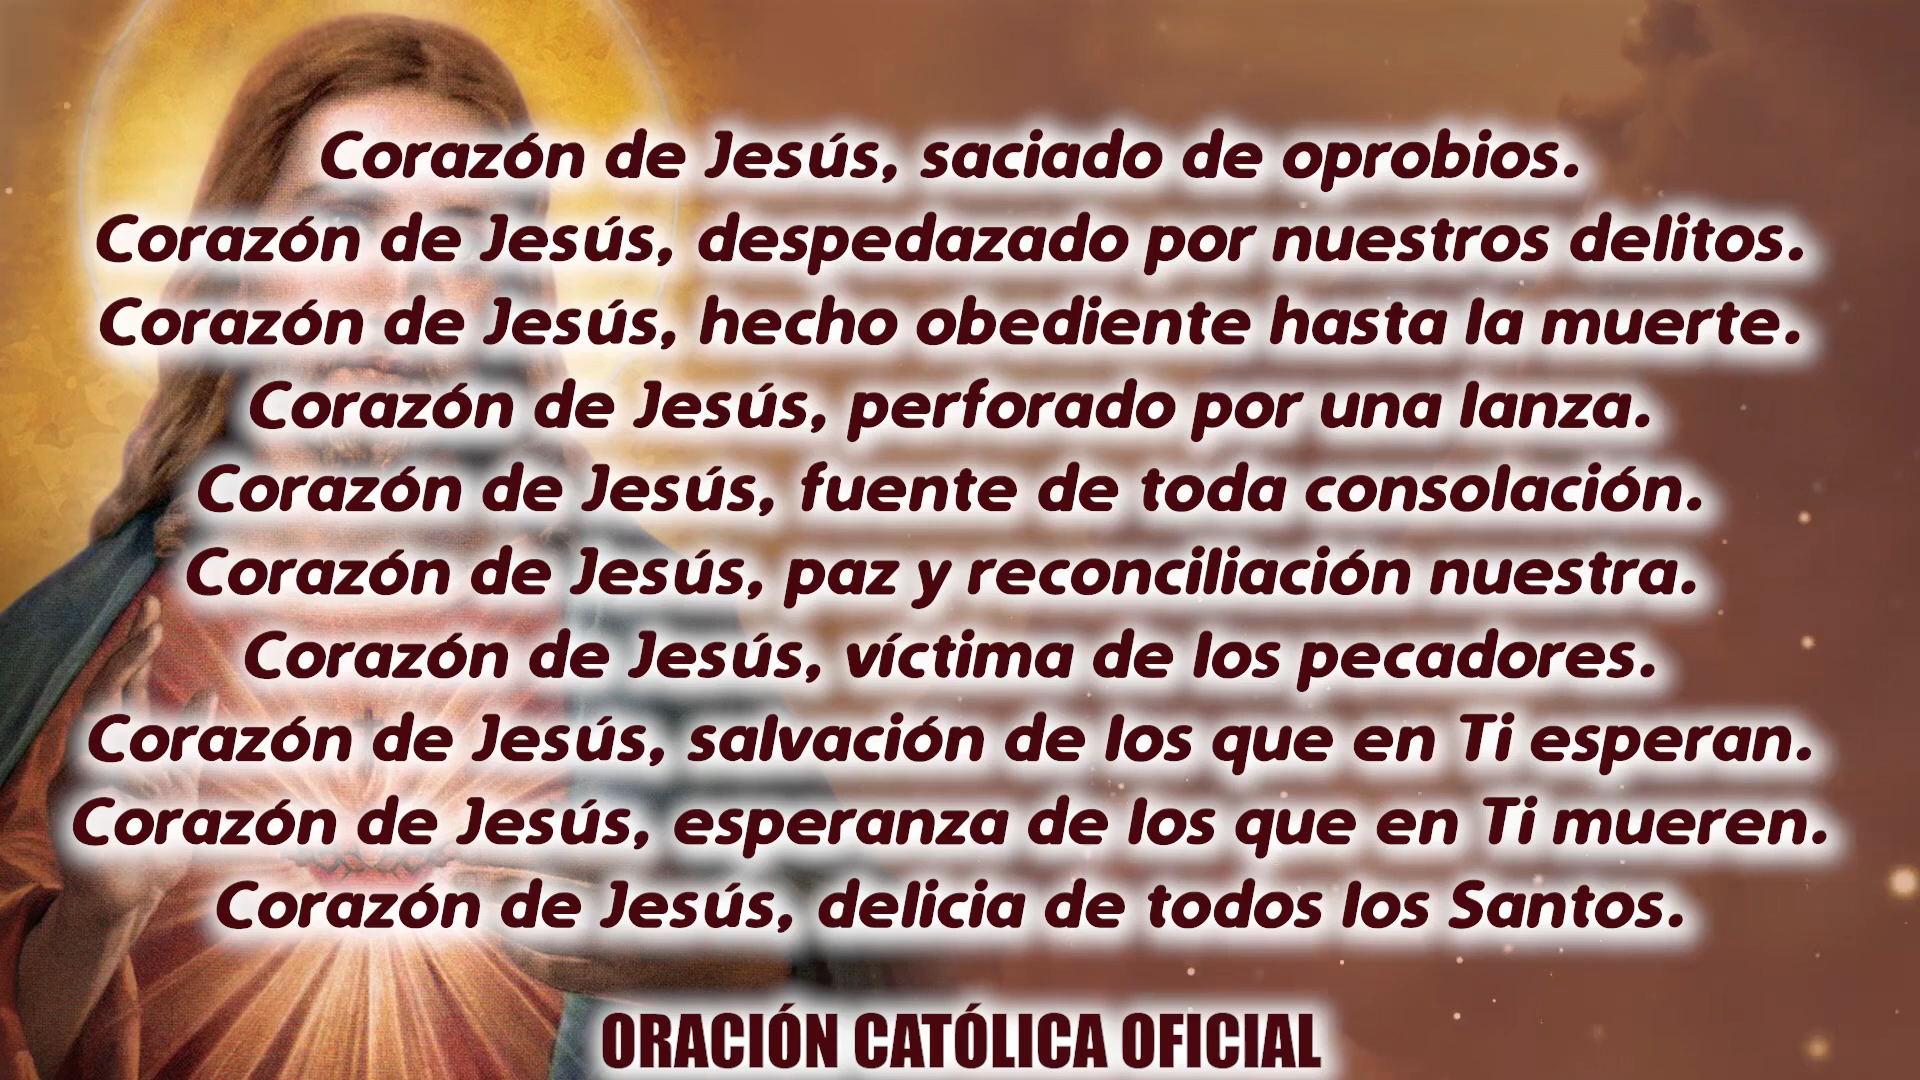 Corazón de Jesús, saciado de oprobios.
Corazón de Jesús, despedazado por nuestros delitos.
Corazón de Jesús, hecho obediente hasta la muerte.
Corazón de Jesús, perforado por una lanza.
Corazón de Jesús, fuente de toda consolación.
Corazón de Jesús, paz y reconciliación nuestra.
Corazón de Jesús, víctima de los pecadores.
Corazón de Jesús, salvación de los que en Ti esperan.
Corazón de Jesús, esperanza de los que en Ti mueren.
Corazón de Jesús, delicia de todos los Santos.
ORACIÓN CATÓLICA OFICIAL